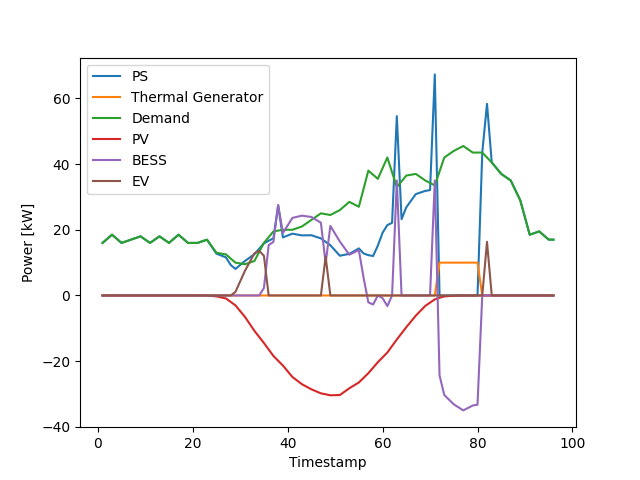 PS
Thermal Generator
Demand
PV
BESS
EV
Power [kW]
60
40
20
0
−20
−40
0 20 40 60 80 100
Timestamp